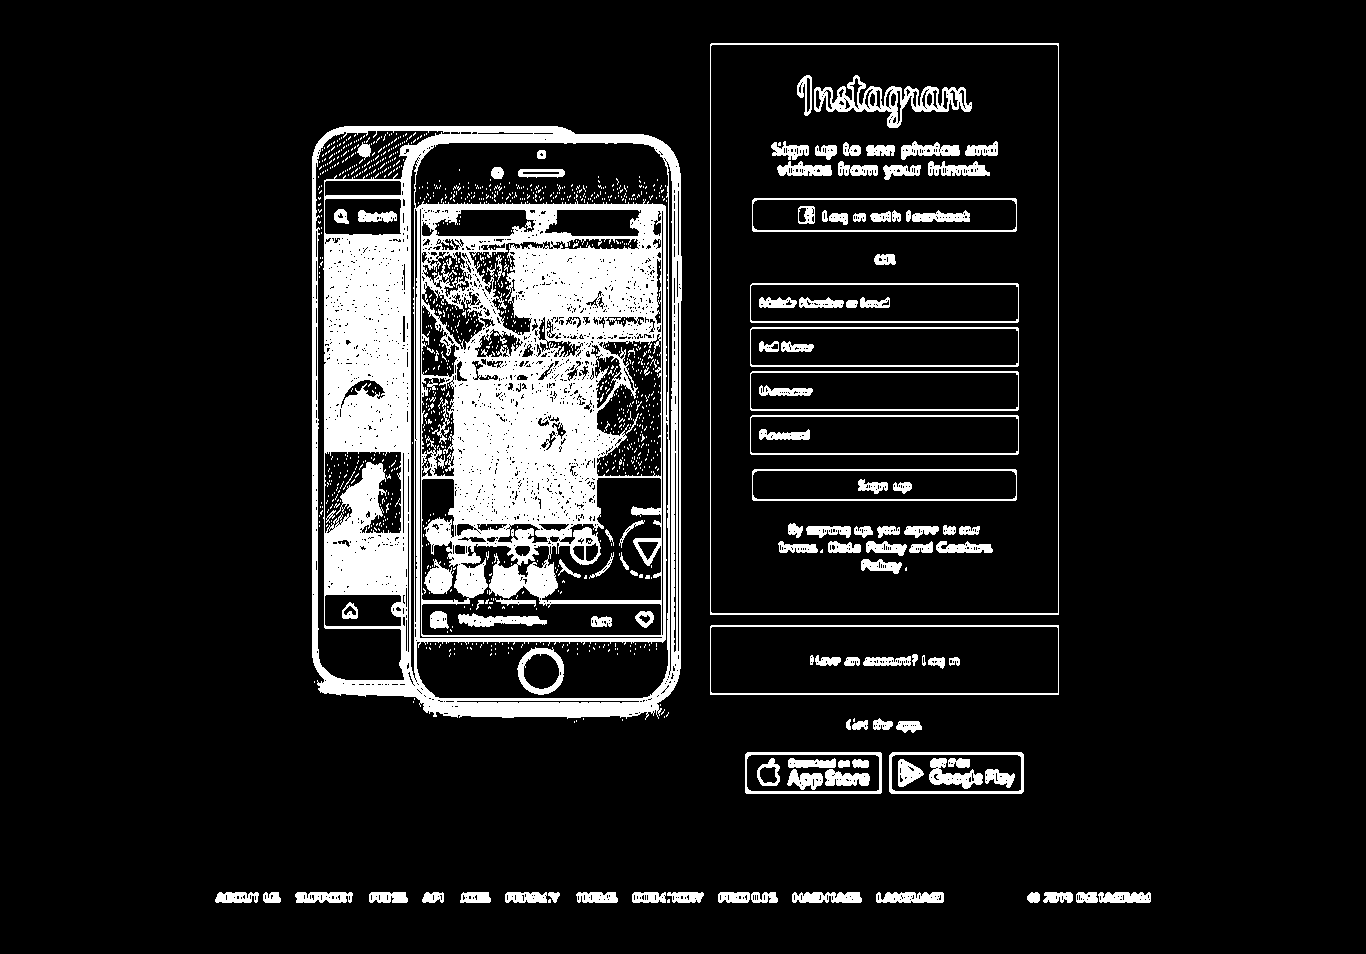 Instagram
Sign up to see photos and
videos from your friends.
Log in with Facebook
OR
Mobile Number or Email
Full Name
Username
Password
Sign up
By signing up, you agree to our
Terms . Data Policy and Cookies
Policy .
Have an account? Log in
Get the app.
Download on the
App Store
GET IT ON
Google Play
Search
Write a message...
ABOUT US SUPPORT PRESS API JOBS PRIVACY TERMS DIRECTORY PROFILES HASHTAGS LANGUAGE
© 2019 INSTAGRAM